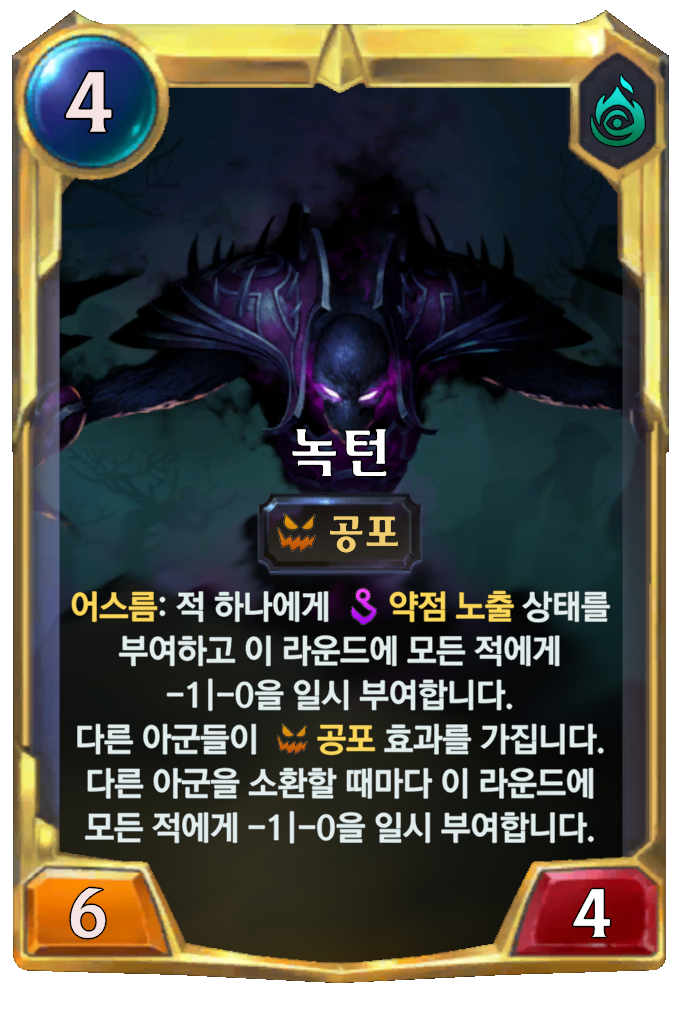 4
녹턴
공포
어스름: 적 하나에게 약점 노출 상태를
부여하고 이 라운드에 모든 적에게
-1|-0을 일시 부여합니다.
다른 아군들이 공포 효과를 가집니다.
다른 아군을 소환할 때마다 이 라운드에
모든 적에게 -1|-0을 일시 부여합니다.
6
4